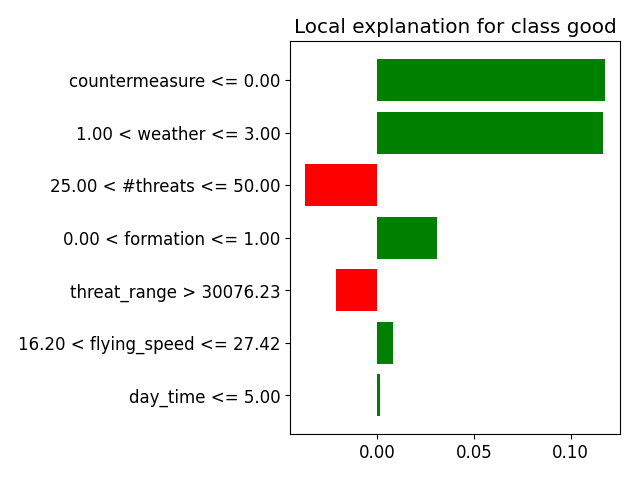 Local explanation for class good
countermeasure <= 0.00
1.00 < weather <= 3.00
25.00 < #threats <= 50.00
0.00 < formation <= 1.00
threat_range > 30076.23
16.20 < flying_speed <= 27.42
day_time <= 5.00
0.00 0.05 0.10